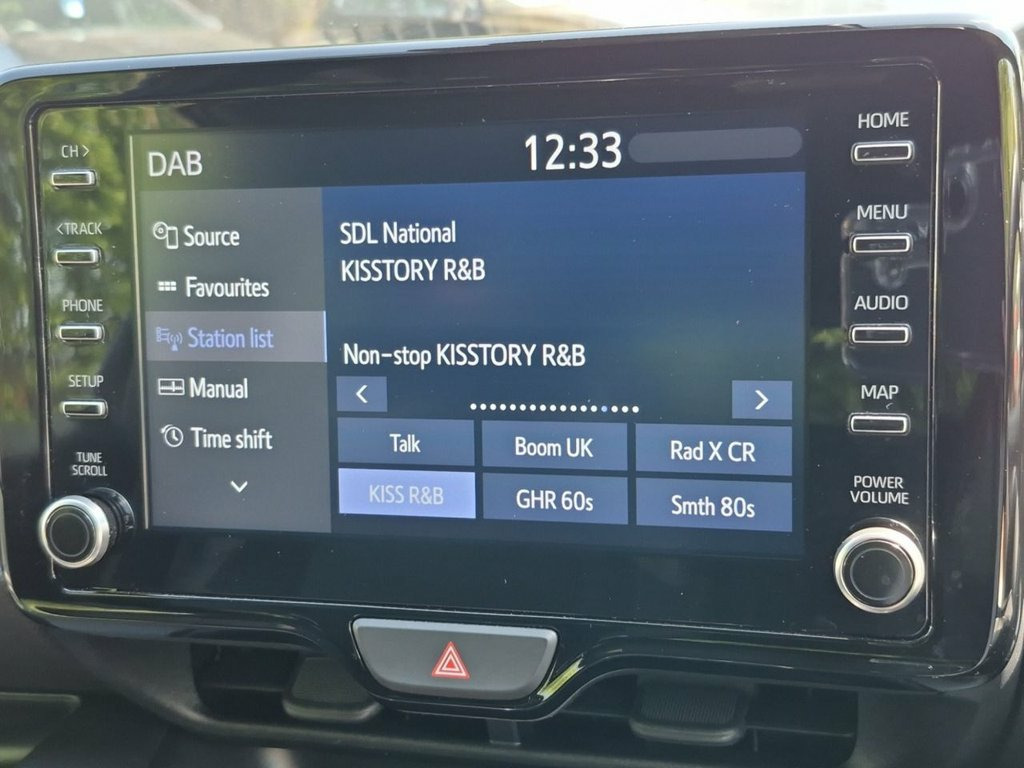 CH>
<TRACK
PHONE
SETUP
TUNE
SCROLL
DAB
12:33
Source
Favourites
Station list
Manual
Time shift
SDL National
KISSTORY R&B
Non-stop KISSTORY R&B
<
>
Talk
Boom UK
Rad X CR
KISS R&B
GHR 60s
Smth 80s
HOME
MENU
AUDIO
MAP
POWER
VOLUME